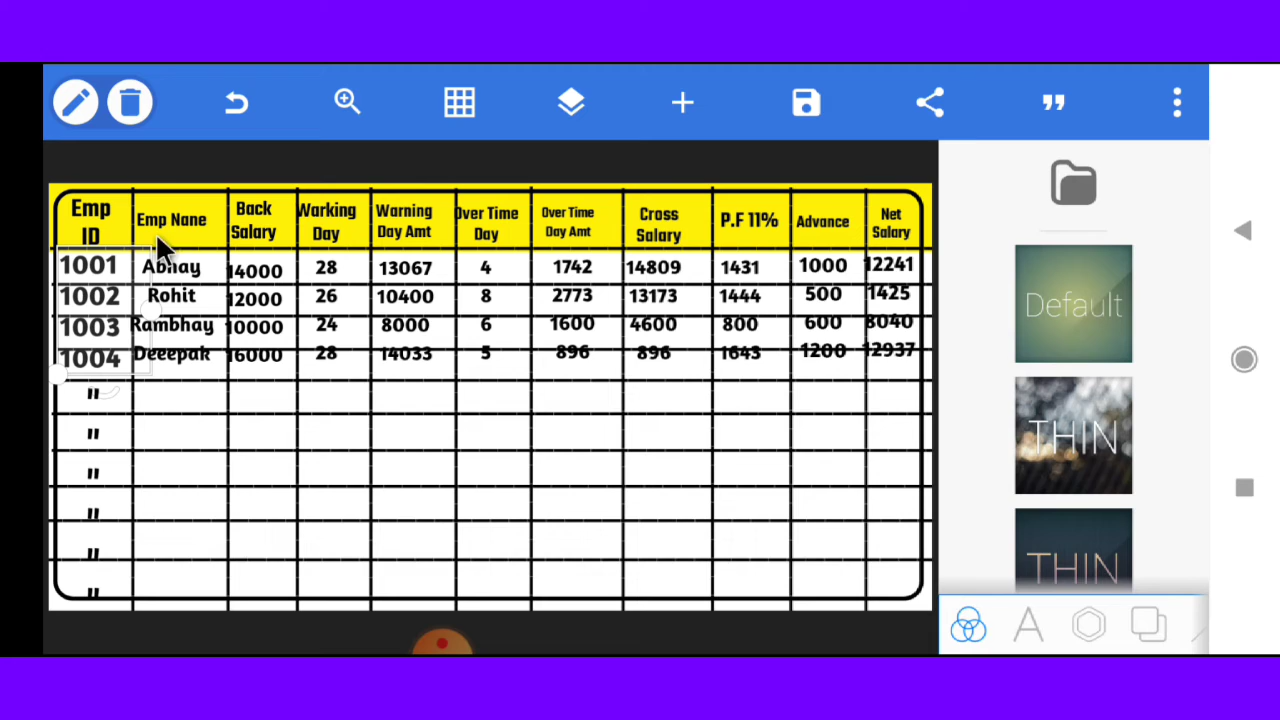 Emp ID
Emp Nane
Back Salary
Warking Day
Warning Day Amt
Over Time Day
Over Time Day Amt
Cross Salary
P.F 11%
Advance
Net Salary
1001 Abhay 14000 28 13067 4 1742 14809 1431 1000 12241
1002 Rohit 12000 26 10400 8 2773 13173 1444 500 1425
1003 Rambhay 10000 24 8000 6 1600 4600 800 600 8040
1004 Deeepak 16000 28 14033 5 896 896 1643 1200 12937
"
"
"
"
"
"
Default
THIN
THIN